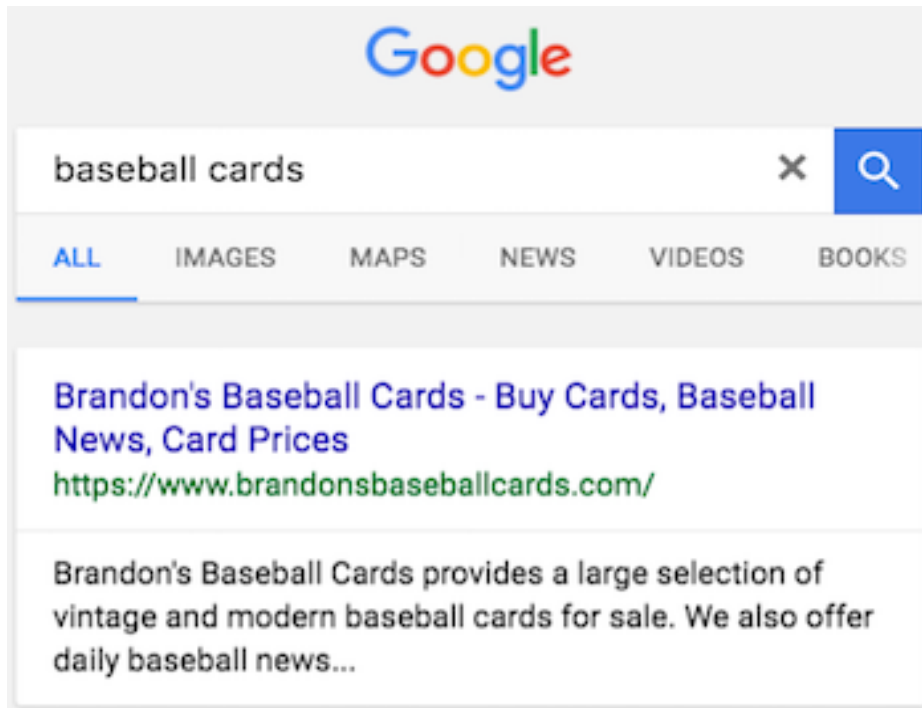 Google
baseball cards
ALL IMAGES MAPS NEWS VIDEOS BOOKS
Brandon's Baseball Cards - Buy Cards, Baseball
News, Card Prices
https://www.brandonsbaseballcards.com/
Brandon's Baseball Cards provides a large selection of
vintage and modern baseball cards for sale. We also offer
daily baseball news...